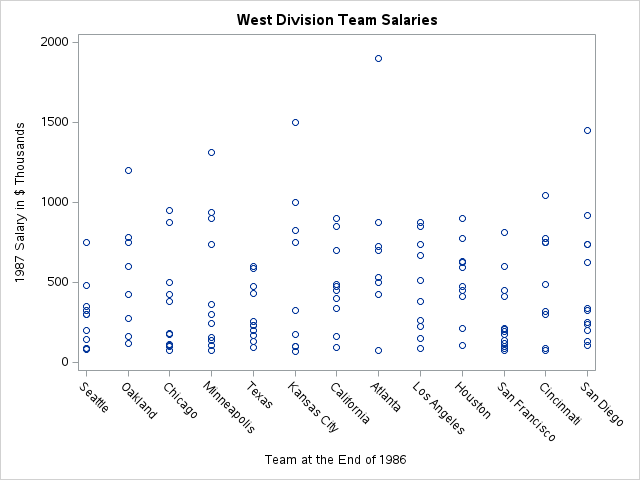 West Division Team Salaries
1987 Salary in $ Thousands
2000
1500
1000
500
0
Seattle
Oakland
Chicago
Minneapolis
Texas
Kansas City
California
Atlanta
Los Angeles
Houston
San Francisco
Cincinnati
San Diego
Team at the End of 1986